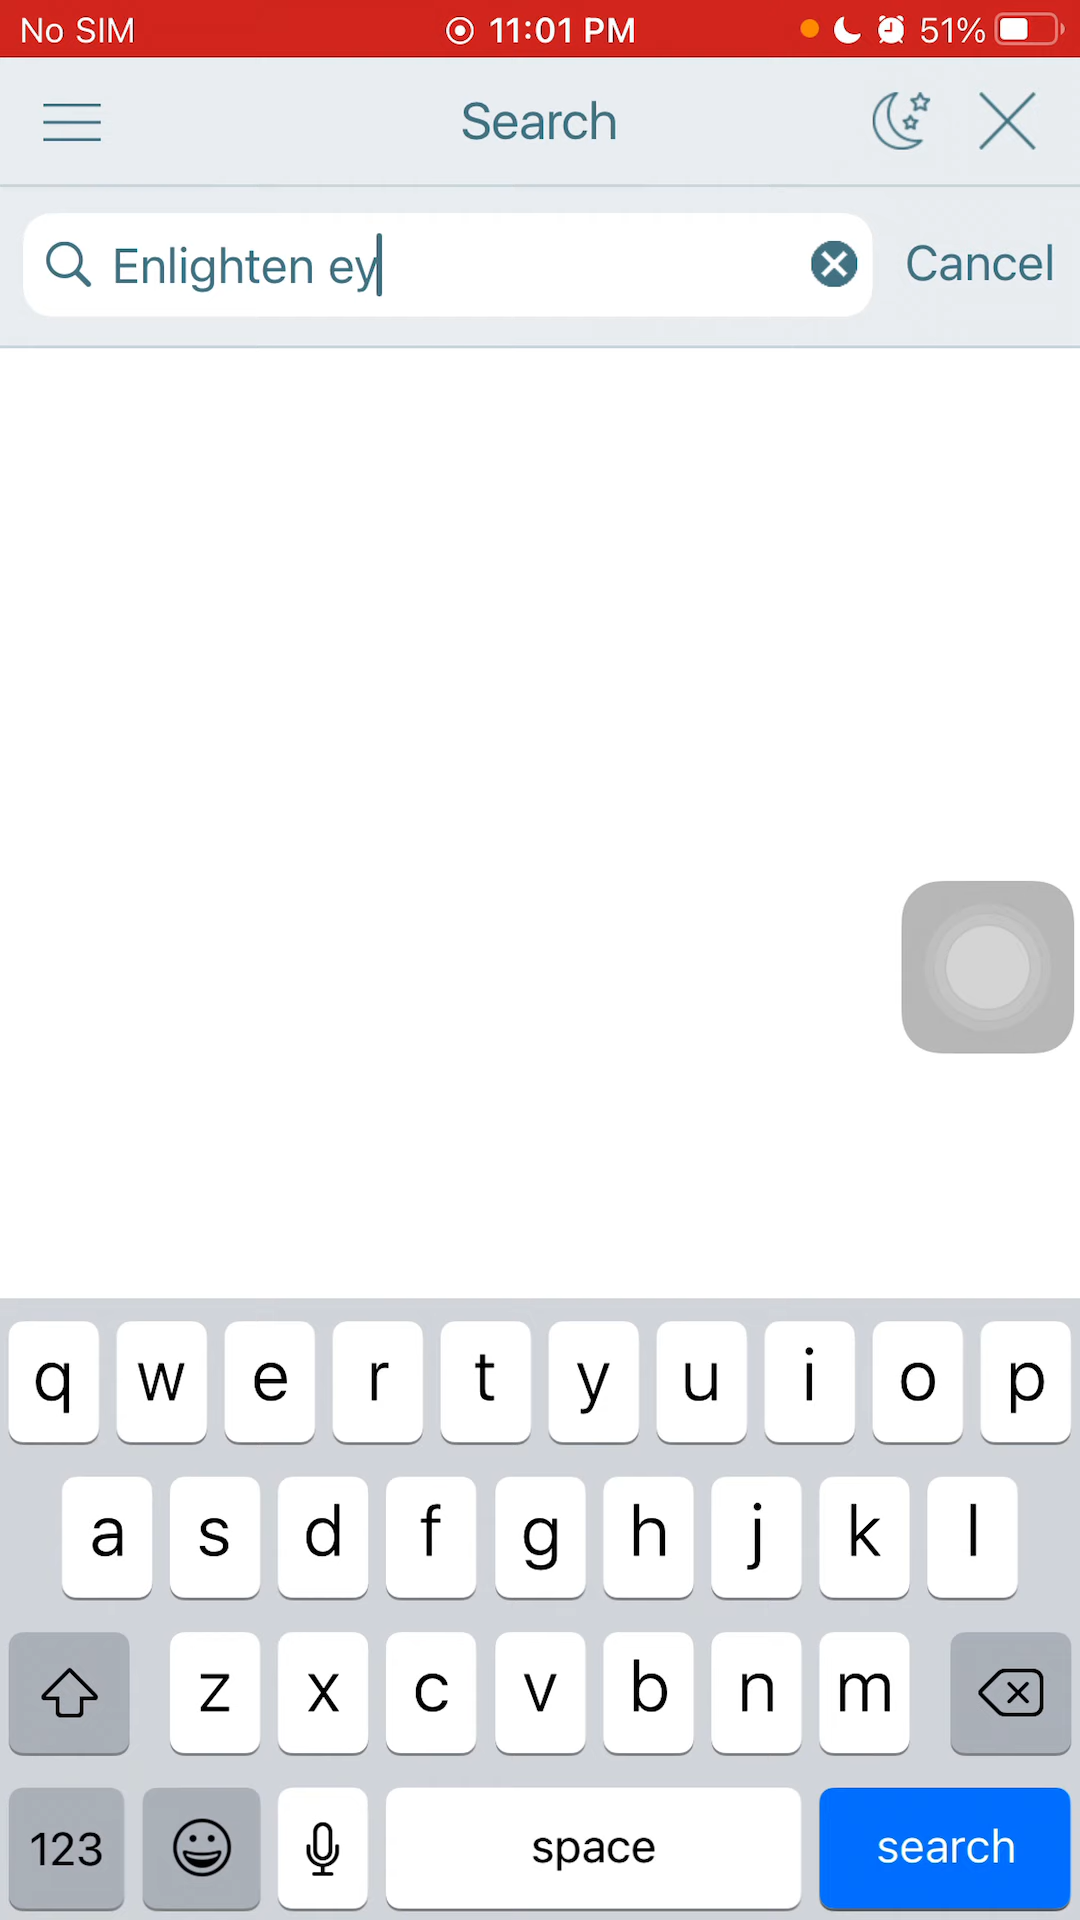 No SIM 11:01 PM 51%
Search
Enlighten ey Cancel
q w e r t y u i o p
a s d f g h j k l
z x c v b n m
123 space search